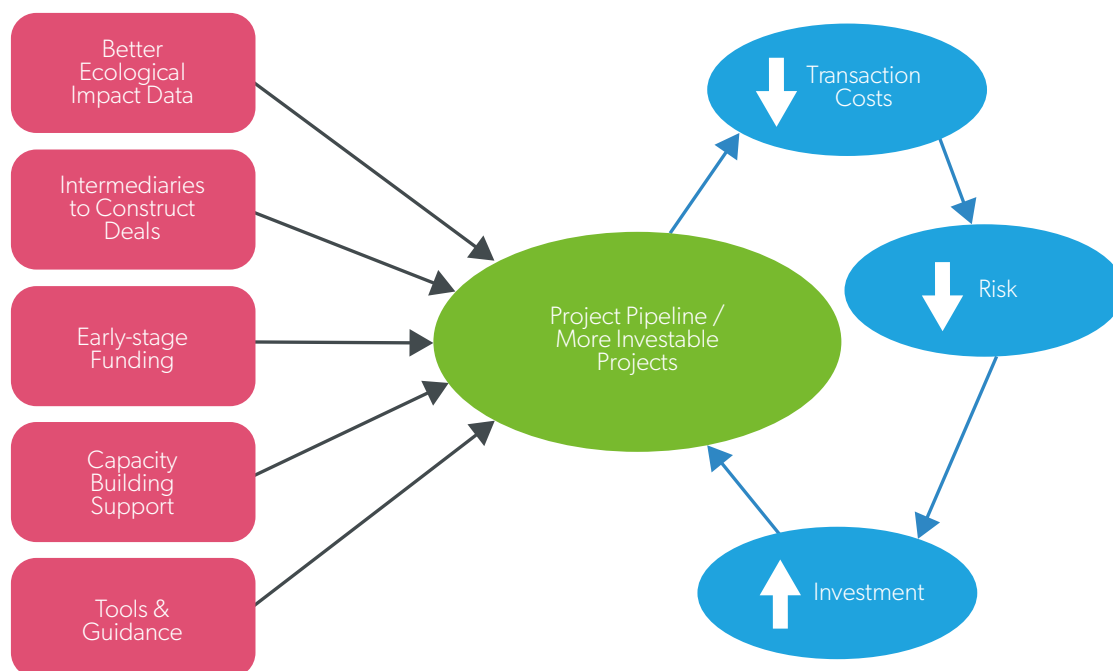 Better
Ecological
Impact Data
Intermediaries
to Construct
Deals
Early-stage
Funding
Capacity
Building
Support
Tools &
Guidance
Project Pipeline /
More Investable
Projects
Transaction
Costs
Risk
Investment